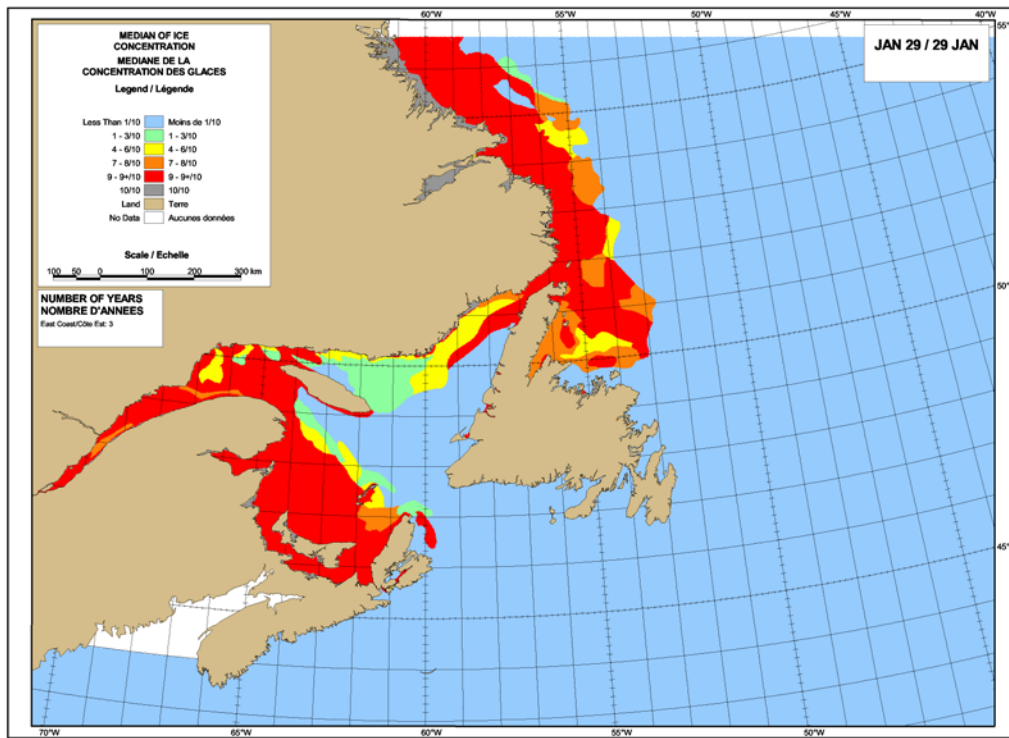 60°W
55°W
50°W
45°W
40°W
MEDIAN OF ICE
CONCENTRATION
MEDIANE DE LA
CONCENTRATION DES GLACES
Legend / Légende
Less Than 1/10 Moins de 1/10
1 - 3/10 1 - 3/10
4 - 6/10 4 - 6/10
7 - 8/10 7 - 8/10
9 - 9+/10 9 - 9+/10
10/10 10/10
Land Terre
No Data Aucunes données
Scale / Echelle
100 50 0 100 200 300 km
NUMBER OF YEARS
NOMBRE D'ANNEES
East Coast/Côte Est: 3
JAN 29 / 29 JAN
55°
50°
45°
70°W
65°W
60°W
55°W